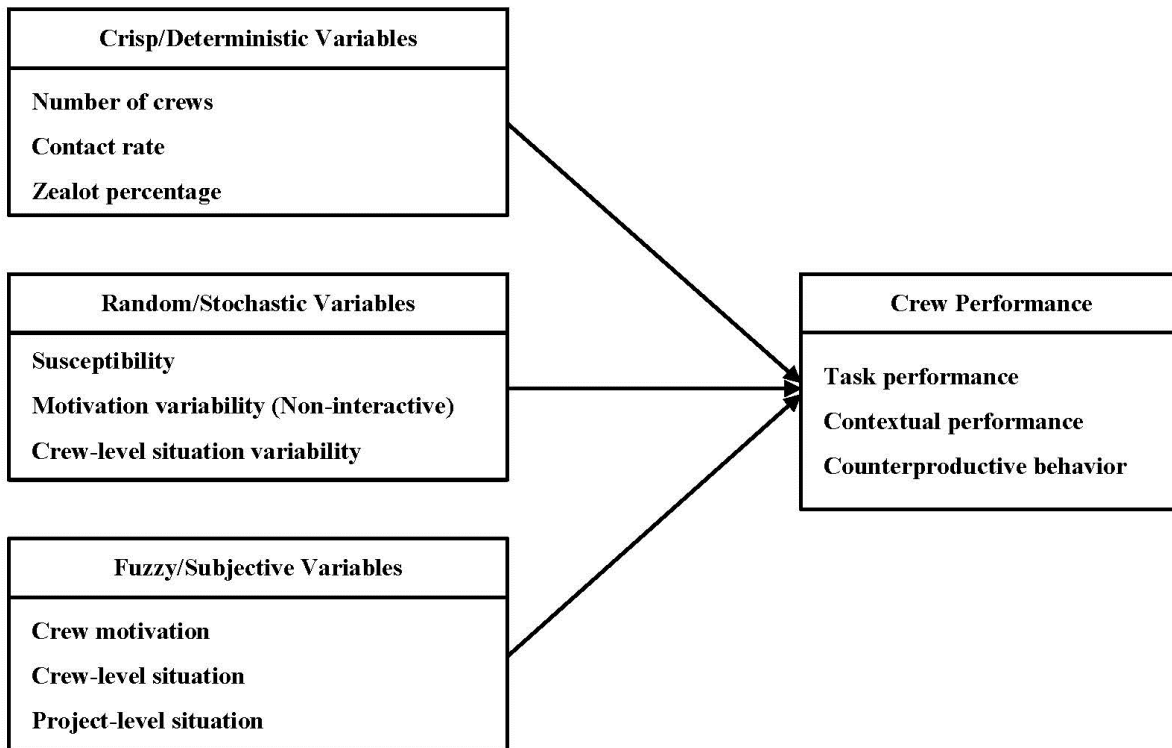 Crisp/Deterministic Variables
Number of crews
Contact rate
Zealot percentage
Random/Stochastic Variables
Susceptibility
Motivation variability (Non-interactive)
Crew-level situation variability
Fuzzy/Subjective Variables
Crew motivation
Crew-level situation
Project-level situation
Crew Performance
Task performance
Contextual performance
Counterproductive behavior